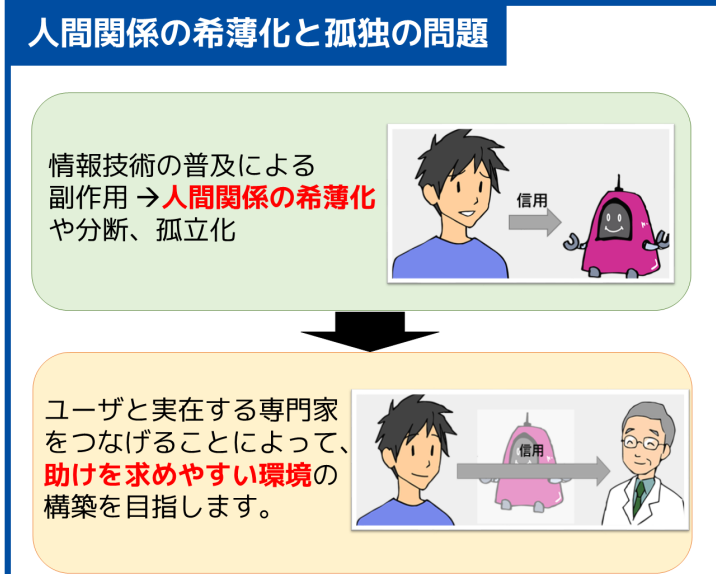 人間関係の希薄化と孤独の問題
情報技術の普及による
副作用→人間関係の希薄化
や分断、孤立化
信用
ユーザと実在する専門家
をつなげることによって、
助けを求めやすい環境の
構築を目指します。
信用